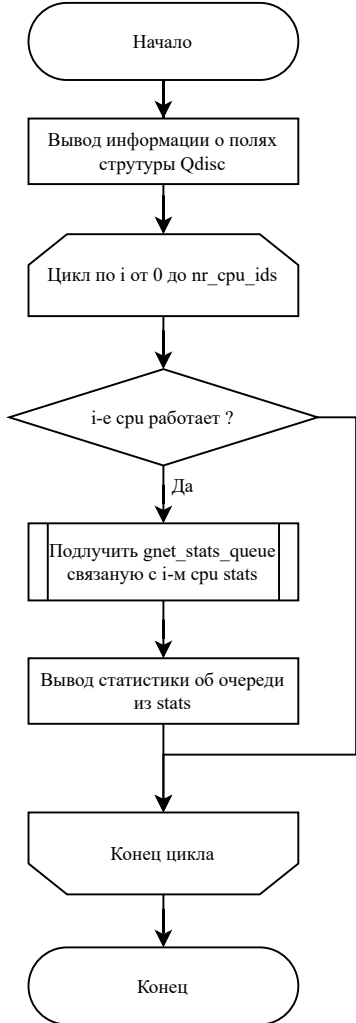 Начало
Вывод информации о полях
струтуры Qdisc
Цикл по i от 0 до nr_cpu_ids
i-е cpu работает ?
Да
Подлучить gnet_stats_queue
связаную с i-м cpu stats
Вывод статистики об очереди
из stats
Конец цикла
Конец